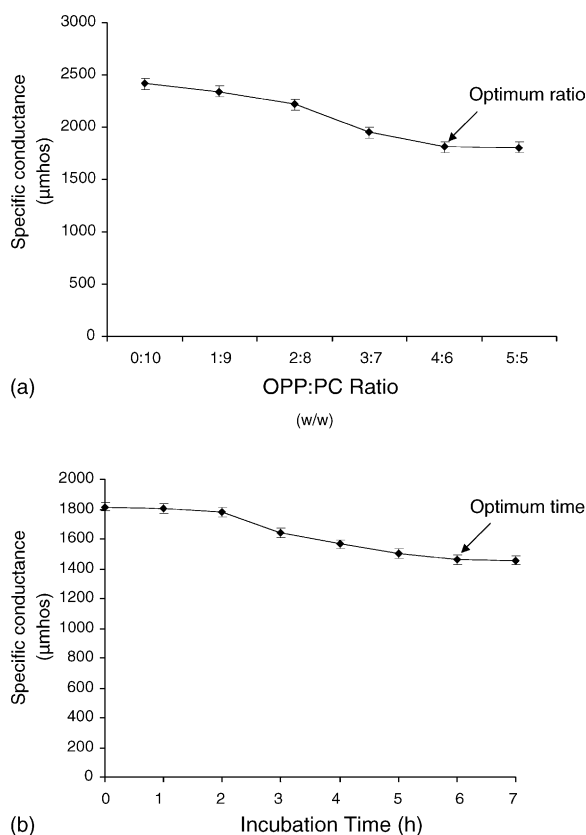 3000
2500
2000
1500
1000
500
0
Specific conductance
(µmhos)
Optimum ratio
0:10 1:9 2:8 3:7 4:6 5:5
(a) OPP:PC Ratio
(w/w)
2000
1800
1600
1400
1200
1000
800
600
400
200
0
Specific conductance
(µmhos)
Optimum time
0 1 2 3 4 5 6 7
(b) Incubation Time (h)